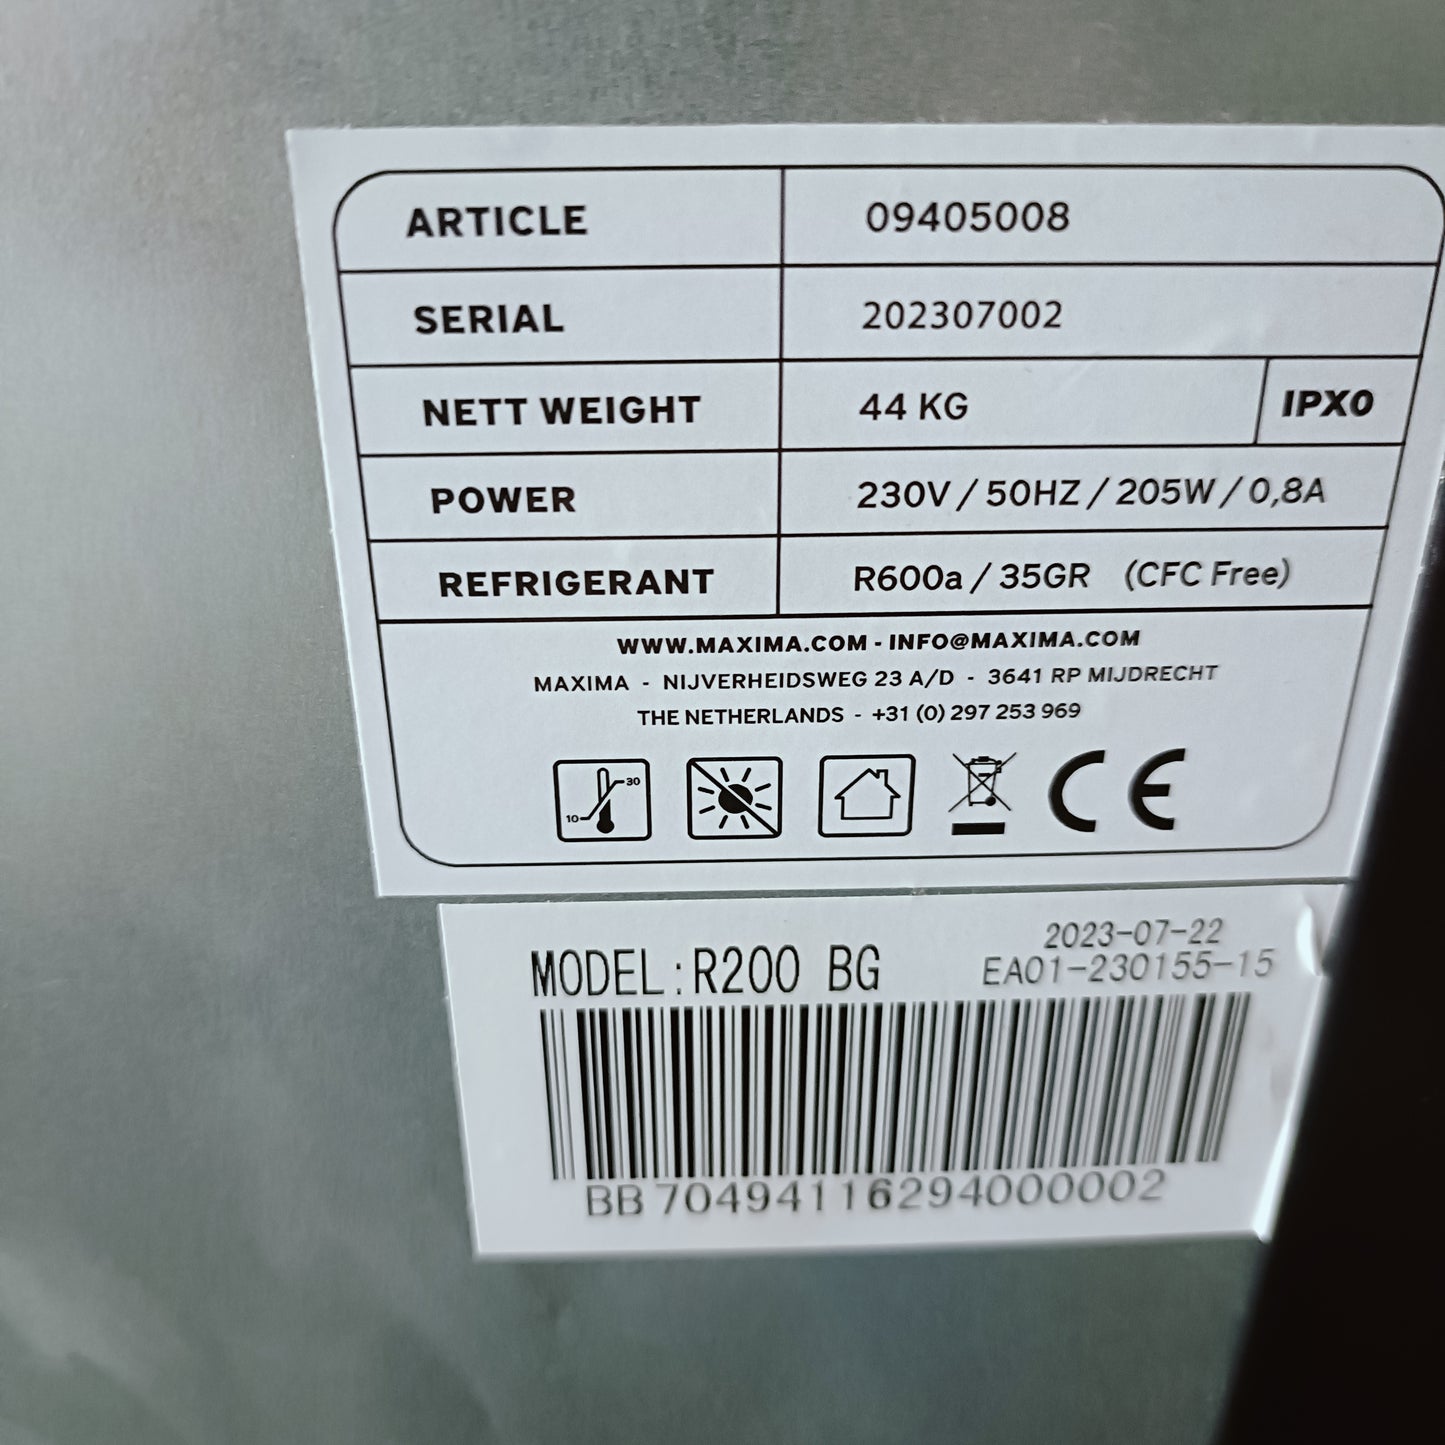 ARTICLE 09405008
SERIAL 202307002
NETT WEIGHT 44 KG IPX0
POWER 230V / 50HZ / 205W / 0,8A
REFRIGERANT R600a / 35GR (CFC Free)
WWW.MAXIMA.COM - INFO@MAXIMA.COM
MAXIMA - NIJVERHEIDSWEG 23 A/D - 3641 RP MIJDRECHT
THE NETHERLANDS - +31 (0) 297 253 969
30
10
CE
2023-07-22
MODEL:R200 BG EA01-230155-15
BB 70494116294000002